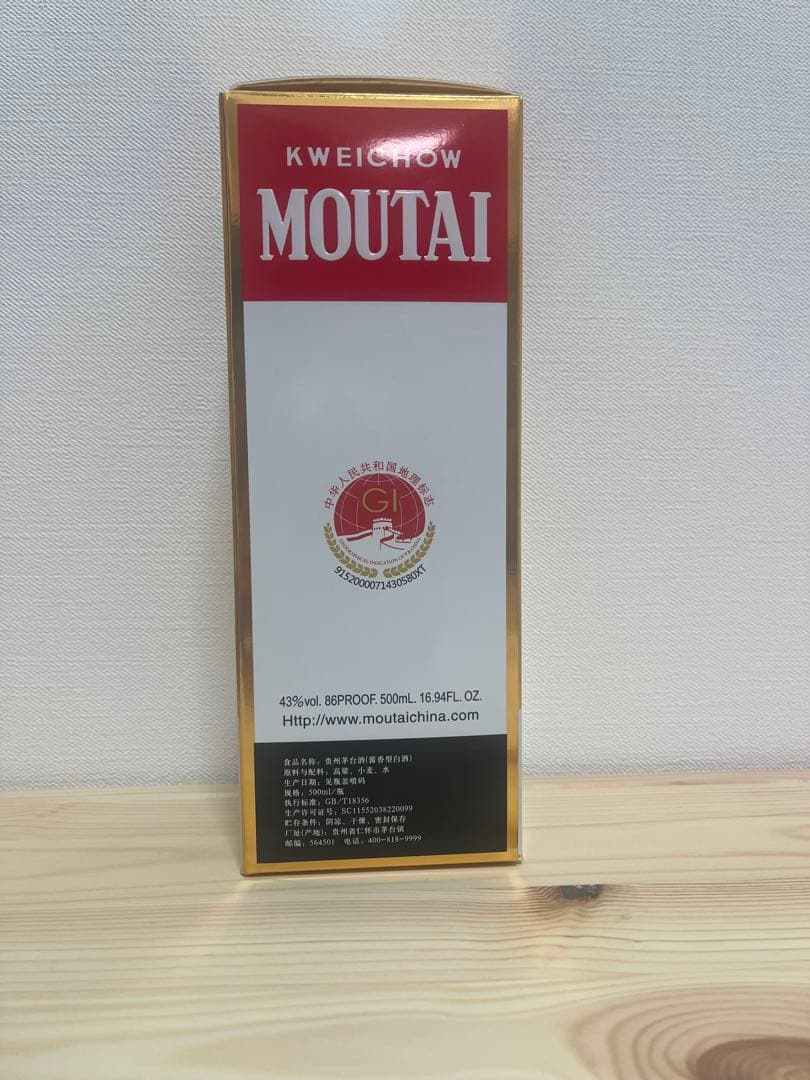 KWEICHOW
MOUTAI
中华人民共和国地理标志
GI
GEOGRAPHICAL INDICATION OF P.R.CHINA
9152000071430580XT
43%vol. 86PROOF. 500mL. 16.94FL. OZ.
Http://www.moutaichina.com
食品名称：贵州茅台酒(酱香型白酒)
原料与配料：高粱、小麦、水
生产日期：见瓶盖喷码
规格：500ml/瓶
执行标准：GB/T18356
生产许可证号：SC11552038220099
贮存条件：阴凉、干燥、密封保存
厂址(产地)：贵州省仁怀市茅台镇
邮编：564501 电话：400-818-9999